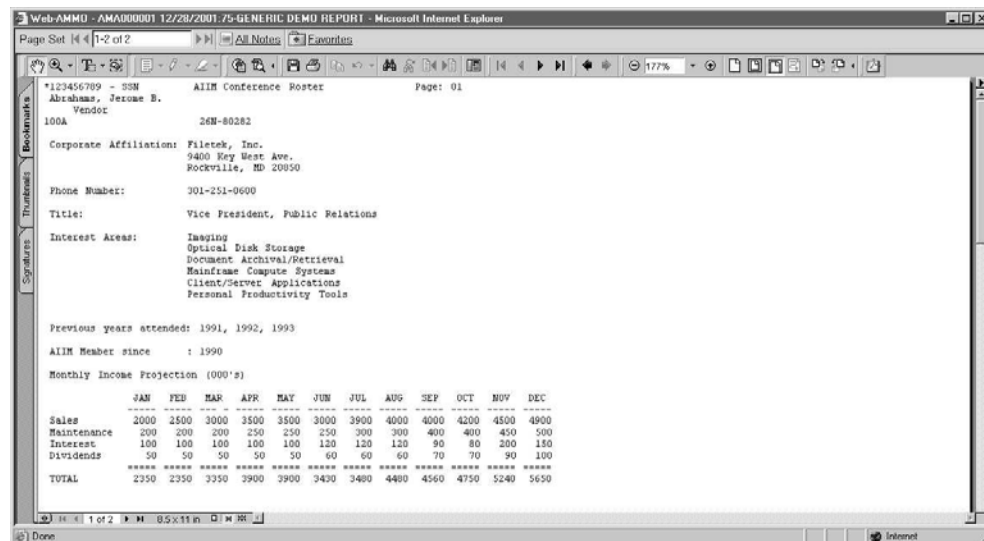 Web-AMMO - AMA000001 12/28/2001:75-GENERIC DEMO REPORT - Microsoft Internet Explorer
Page Set 1-2 of 2 All Notes Favorites
177%
Bookmarks
Thumbnails
Signatures
*123456789 - SSN AIIM Conference Roster Page: 01
Abrahams, Jerome B.
Vendor
100A 26N-80282
Corporate Affiliation: Filetek, Inc.
9400 Key West Ave.
Rockville, MD 20850
Phone Number: 301-251-0600
Title: Vice President, Public Relations
Interest Areas: Imaging
Optical Disk Storage
Document Archival/Retrieval
Mainframe Compute Systems
Client/Server Applications
Personal Productivity Tools
Previous years attended: 1991, 1992, 1993
AIIM Member since : 1990
Monthly Income Projection (000's)
JAN FEB MAR APR MAY JUN JUL AUG SEP OCT NOV DEC
----- ----- ----- ----- ----- ----- ----- ----- ----- ----- ----- -----
Sales 2000 2500 3000 3500 3500 3000 3900 4000 4000 4200 4500 4900
Maintenance 200 200 200 250 250 250 300 300 400 400 450 500
Interest 100 100 100 100 100 120 120 120 90 80 200 150
Dividends 50 50 50 50 50 60 60 60 70 70 90 100
===== ===== ===== ===== ===== ===== ===== ===== ===== ===== ===== =====
TOTAL 2350 2350 3350 3900 3900 3430 3480 4480 4560 4750 5240 5650
1 of 2 8.5 x 11 in
Done Internet